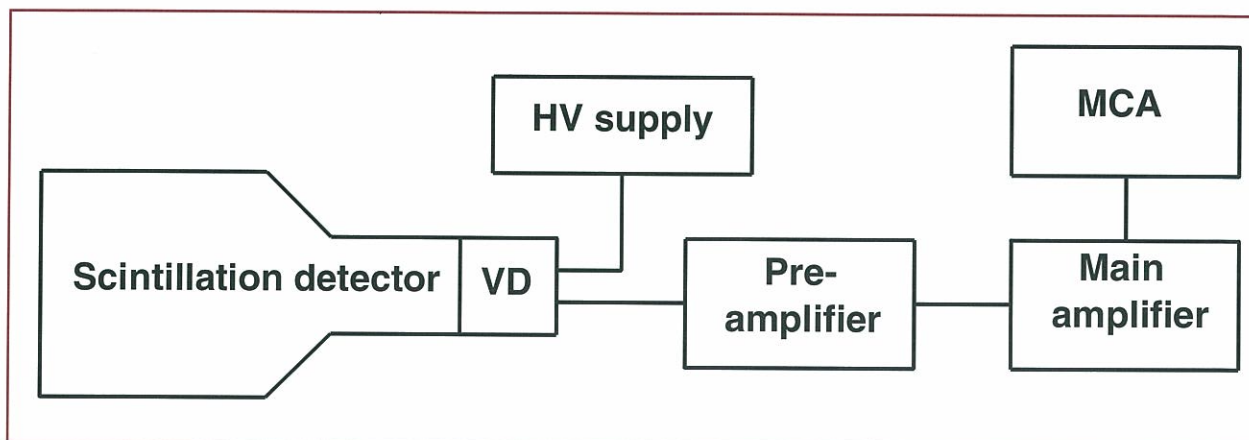 HV supply
MCA
Scintillation detector
VD
Pre-
amplifier
Main
amplifier